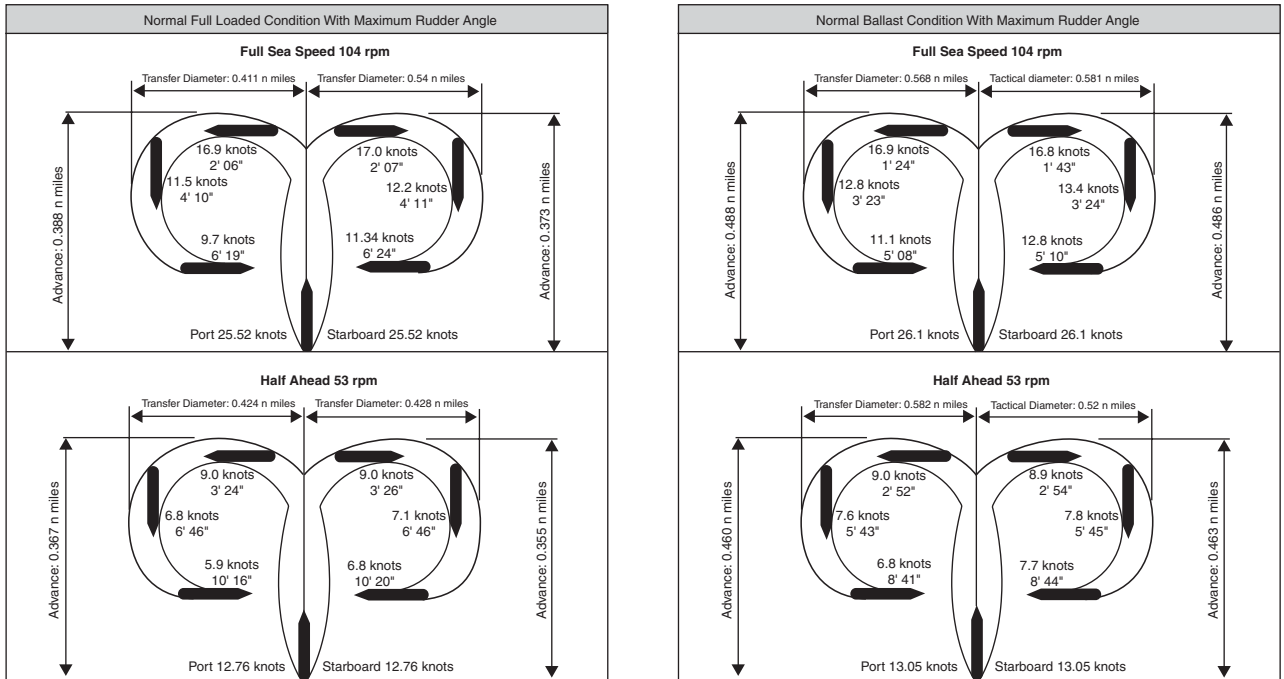 Normal Full Loaded Condition With Maximum Rudder Angle
Full Sea Speed 104 rpm
Transfer Diameter: 0.411 n miles
Transfer Diameter: 0.54 n miles
Advance: 0.388 n miles
16.9 knots
2' 06"
11.5 knots
4' 10"
9.7 knots
6' 19"
17.0 knots
2' 07"
12.2 knots
4' 11"
11.34 knots
6' 24"
Advance: 0.373 n miles
Port 25.52 knots
Starboard 25.52 knots
Half Ahead 53 rpm
Transfer Diameter: 0.424 n miles
Transfer Diameter: 0.428 n miles
Advance: 0.367 n miles
9.0 knots
3' 24"
6.8 knots
6' 46"
5.9 knots
10' 16"
9.0 knots
3' 26"
7.1 knots
6' 46"
6.8 knots
10' 20"
Advance: 0.355 n miles
Port 12.76 knots
Starboard 12.76 knots
Normal Ballast Condition With Maximum Rudder Angle
Full Sea Speed 104 rpm
Transfer Diameter: 0.568 n miles
Tactical diameter: 0.581 n miles
Advance: 0.488 n miles
16.9 knots
1' 24"
12.8 knots
3' 23"
11.1 knots
5' 08"
16.8 knots
1' 43"
13.4 knots
3' 24"
12.8 knots
5' 10"
Advance: 0.486 n miles
Port 26.1 knots
Starboard 26.1 knots
Half Ahead 53 rpm
Transfer Diameter: 0.582 n miles
Tactical Diameter: 0.52 n miles
Advance: 0.460 n miles
9.0 knots
2' 52"
7.6 knots
5' 43"
6.8 knots
8' 41"
8.9 knots
2' 54"
7.8 knots
5' 45"
7.7 knots
8' 44"
Advance: 0.463 n miles
Port 13.05 knots
Starboard 13.05 knots